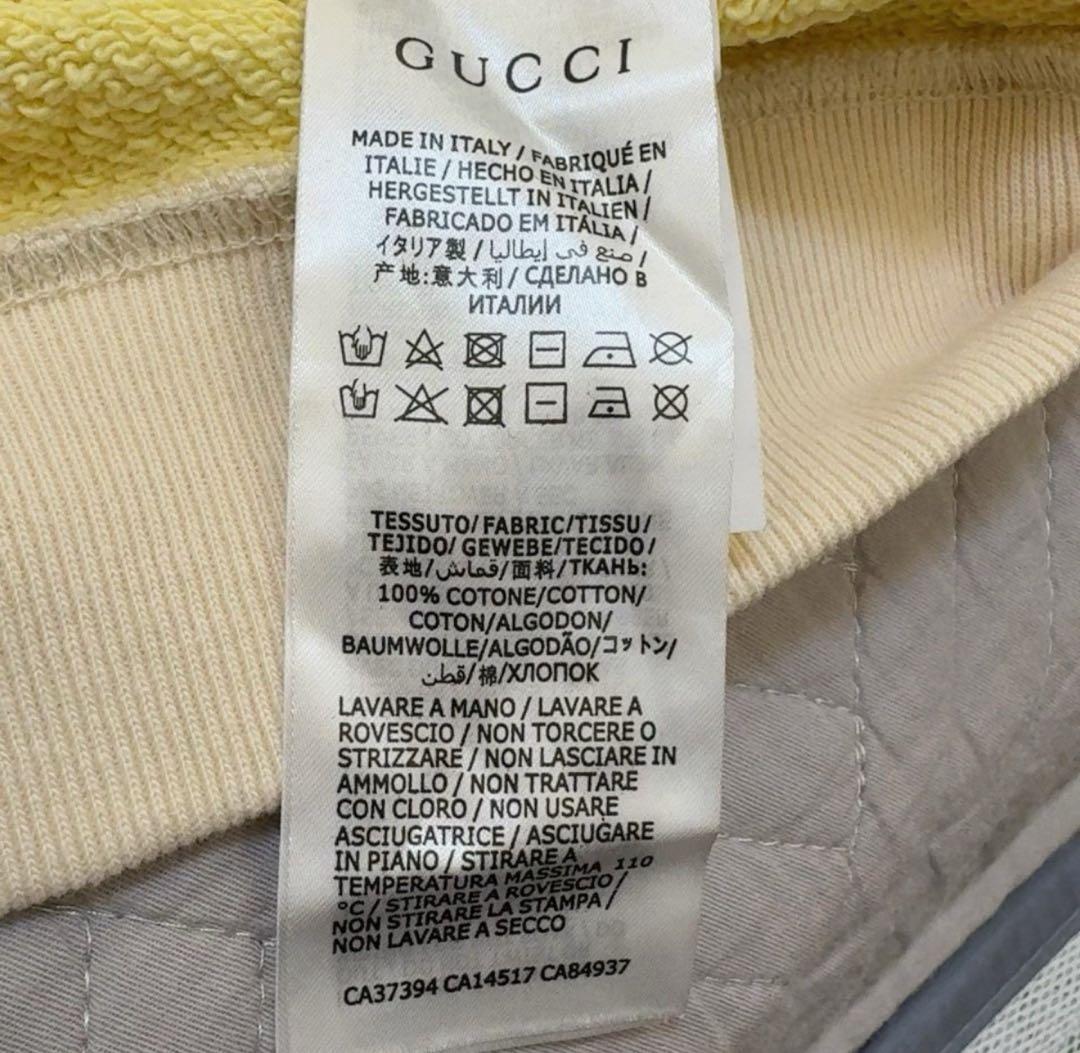 GUCCI
MADE IN ITALY / FABRIQUÉ EN
ITALIE / HECHO EN ITALIA /
HERGESTELLT IN ITALIEN /
FABRICADO EM ITÁLIA /
イタリア製 / صنع في إيطاليا /
产地:意大利 / СДЕЛАНО В
ИТАЛИИ
TESSUTO/FABRIC/TISSU/
TEJIDO/GEWEBE/TECIDO/
表地/قماش/面料/ТКАНЬ:
100% COTONE/COTTON/
COTON/ALGODON/
BAUMWOLLE/ALGODÃO/コットン/
قطن/棉/ХЛОПОК
LAVARE A MANO / LAVARE A
ROVESCIO / NON TORCERE O
STRIZZARE / NON LASCIARE IN
AMMOLLO / NON TRATTARE
CON CLORO / NON USARE
ASCIUGATRICE / ASCIUGARE
IN PIANO / STIRARE A
TEMPERATURA MASSIMA 110
°C / STIRARE A ROVESCIO /
NON STIRARE LA STAMPA /
NON LAVARE A SECCO
CA37394 CA14517 CA84937